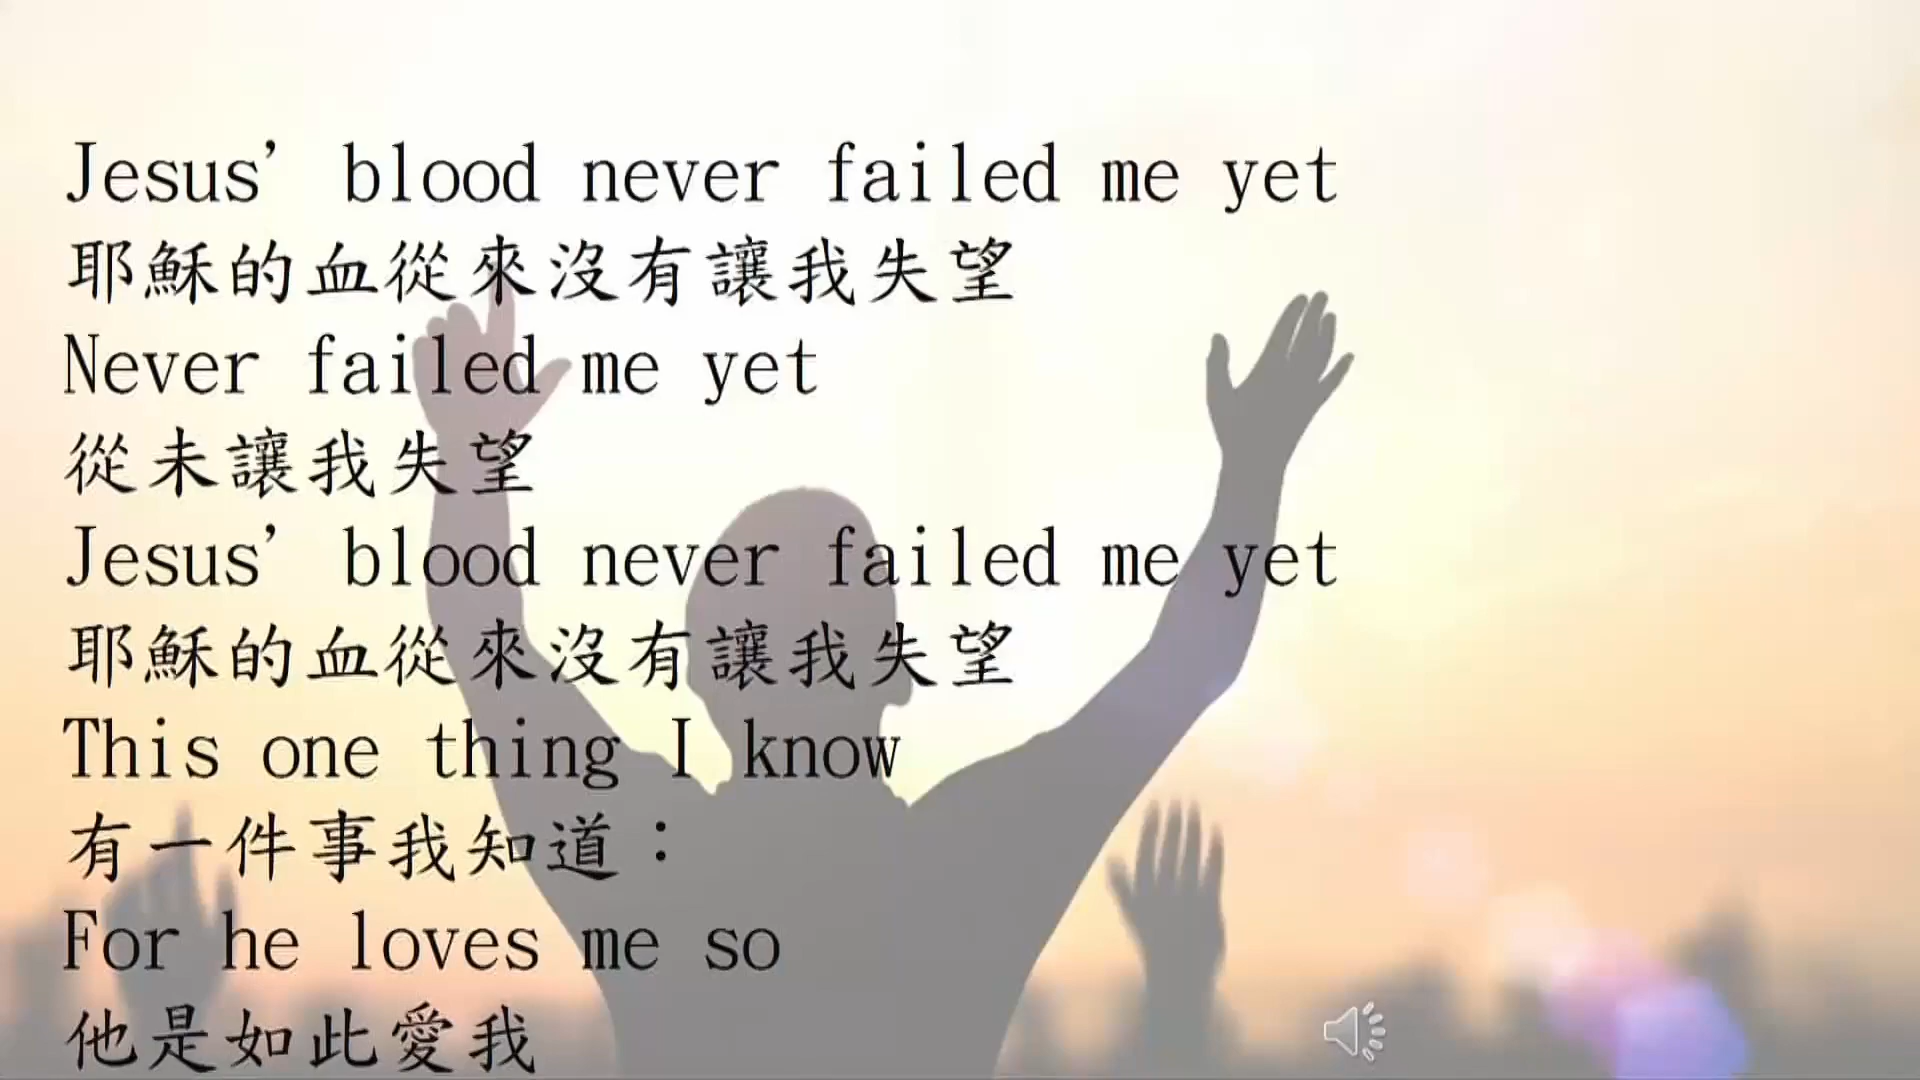 Jesus’ blood never failed me yet
耶穌的血從來沒有讓我失望
Never failed me yet
從未讓我失望
Jesus’ blood never failed me yet
耶穌的血從來沒有讓我失望
This one thing I know
有一件事我知道：
For he loves me so
他是如此愛我